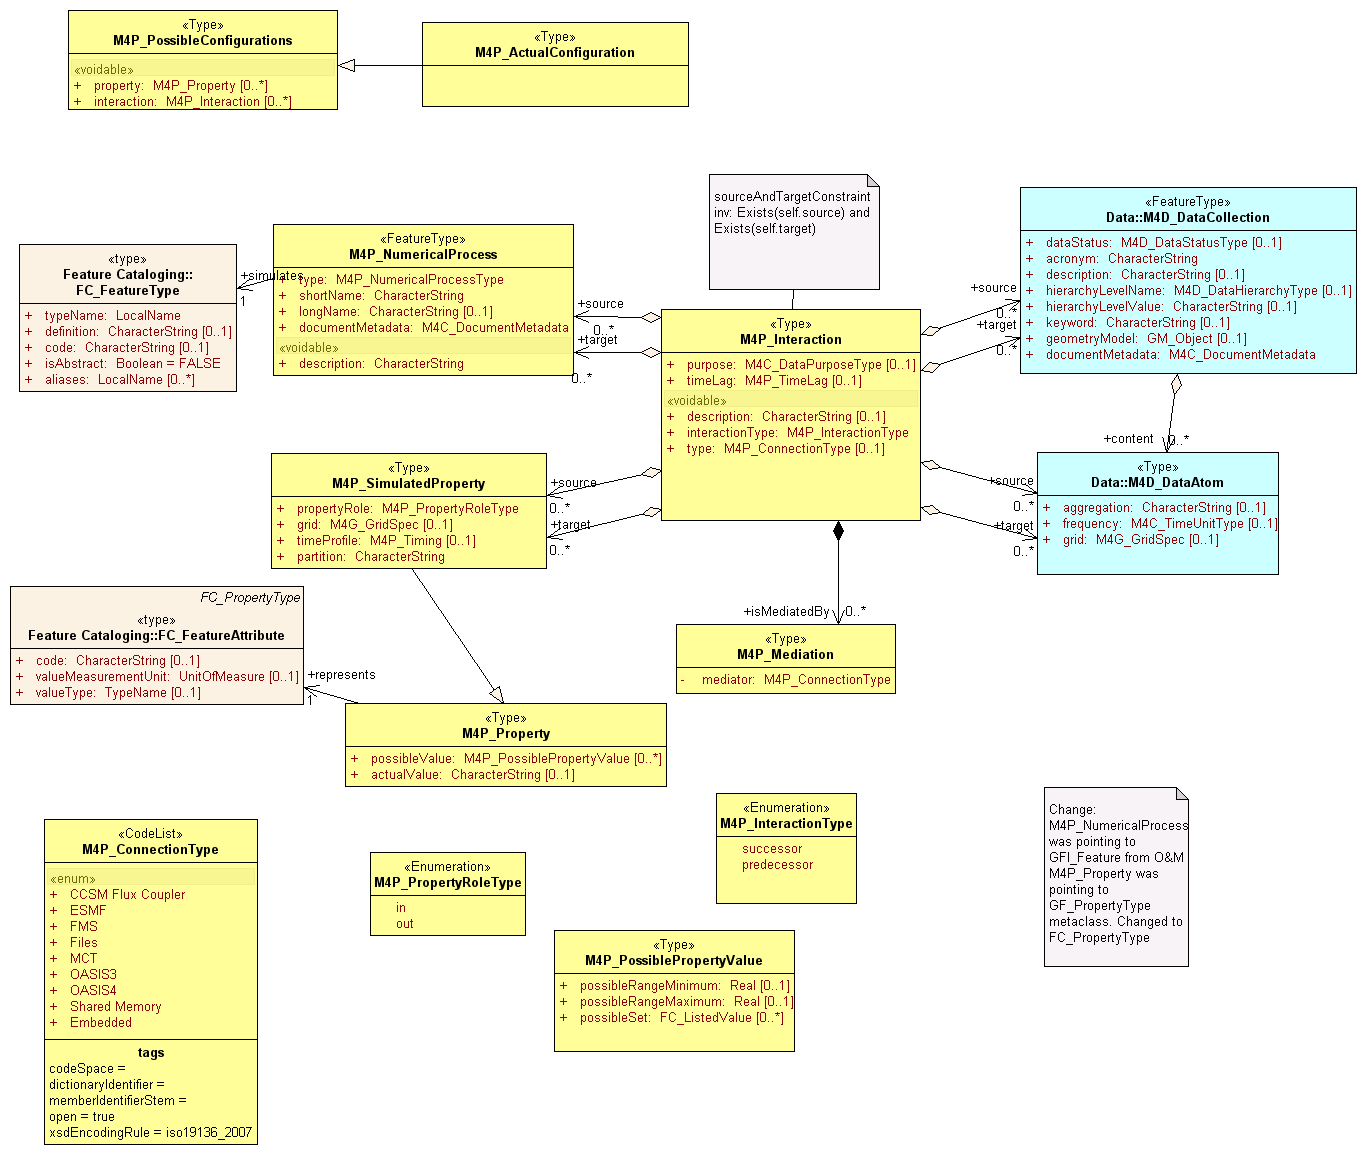 «Type»
M4P_PossibleConfigurations
«voidable»
+ property: M4P_Property [0..*]
+ interaction: M4P_Interaction [0..*]
«Type»
M4P_ActualConfiguration
sourceAndTargetConstraint
inv: Exists(self.source) and
Exists(self.target)
«FeatureType»
Data::M4D_DataCollection
+ dataStatus: M4D_DataStatusType [0..1]
+ acronym: CharacterString
+ description: CharacterString [0..1]
+ hierarchyLevelName: M4D_DataHierarchyType [0..1]
+ hierarchyLevelValue: CharacterString [0..1]
+ keyword: CharacterString [0..1]
+ geometryModel: GM_Object [0..1]
+ documentMetadata: M4C_DocumentMetadata
«type»
Feature Cataloging::
FC_FeatureType
+ typeName: LocalName
+ definition: CharacterString [0..1]
+ code: CharacterString [0..1]
+ isAbstract: Boolean = FALSE
+ aliases: LocalName [0..*]
+simulates
1
«FeatureType»
M4P_NumericalProcess
+ type: M4P_NumericalProcessType
+ shortName: CharacterString
+ longName: CharacterString [0..1]
+ documentMetadata: M4C_DocumentMetadata
«voidable»
+ description: CharacterString
+source
0..*
+target
0..*
«Type»
M4P_Interaction
+ purpose: M4C_DataPurposeType [0..1]
+ timeLag: M4P_TimeLag [0..1]
«voidable»
+ description: CharacterString [0..1]
+ interactionType: M4P_InteractionType
+ type: M4P_ConnectionType [0..1]
+source
0..*
+target
0..*
+content 0..*
«Type»
Data::M4D_DataAtom
+ aggregation: CharacterString [0..1]
+ frequency: M4C_TimeUnitType [0..1]
+ grid: M4G_GridSpec [0..1]
+source
0..*
+target
0..*
«Type»
M4P_SimulatedProperty
+ propertyRole: M4P_PropertyRoleType
+ grid: M4G_GridSpec [0..1]
+ timeProfile: M4P_Timing [0..1]
+ partition: CharacterString
+source
0..*
+target
0..*
FC_PropertyType
«type»
Feature Cataloging::FC_FeatureAttribute
+ code: CharacterString [0..1]
+ valueMeasurementUnit: UnitOfMeasure [0..1]
+ valueType: TypeName [0..1]
+represents
1
+isMediatedBy 0..*
«Type»
M4P_Mediation
- mediator: M4P_ConnectionType
«Type»
M4P_Property
+ possibleValue: M4P_PossiblePropertyValue [0..*]
+ actualValue: CharacterString [0..1]
«CodeList»
M4P_ConnectionType
«enum»
+ CCSM Flux Coupler
+ ESMF
+ FMS
+ Files
+ MCT
+ OASIS3
+ OASIS4
+ Shared Memory
+ Embedded
tags
codeSpace =
dictionaryIdentifier =
memberIdentifierStem =
open = true
xsdEncodingRule = iso19136_2007
«Enumeration»
M4P_PropertyRoleType
in
out
«Enumeration»
M4P_InteractionType
successor
predecessor
«Type»
M4P_PossiblePropertyValue
+ possibleRangeMinimum: Real [0..1]
+ possibleRangeMaximum: Real [0..1]
+ possibleSet: FC_ListedValue [0..*]
Change:
M4P_NumericalProcess
was pointing to
GFI_Feature from O&M
M4P_Property was
pointing to
GF_PropertyType
metaclass. Changed to
FC_PropertyType